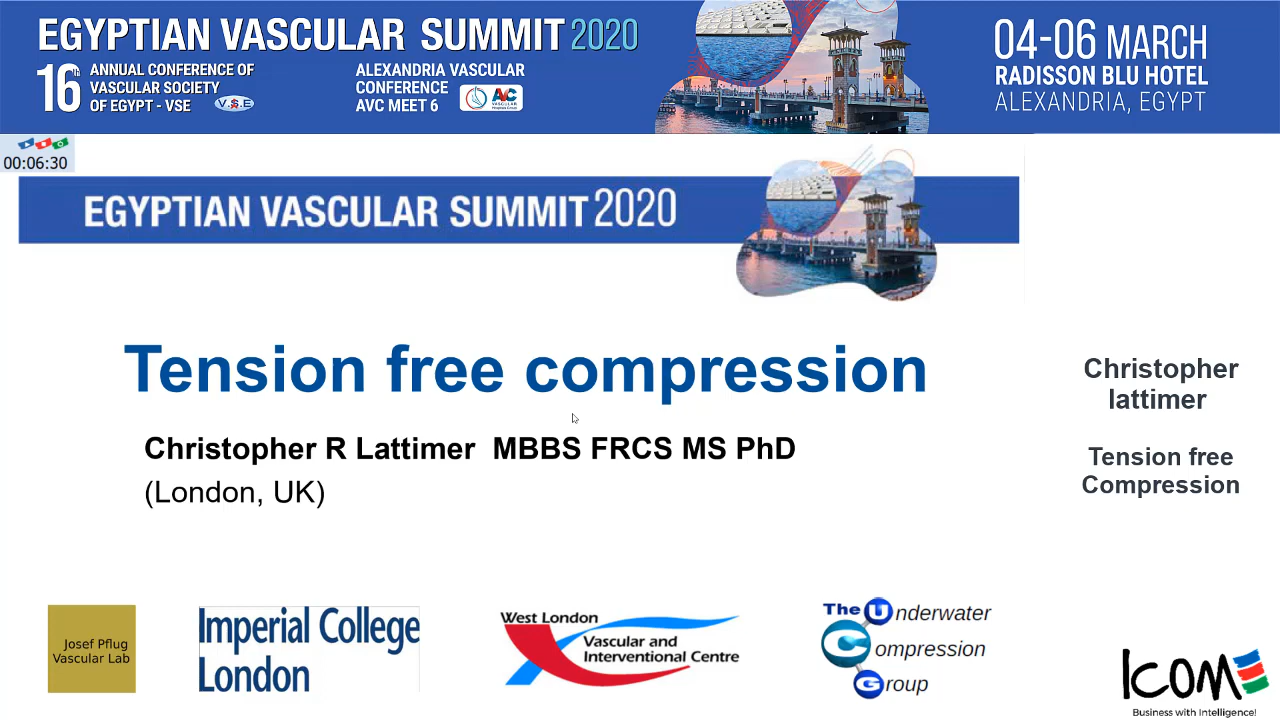 EGYPTIAN VASCULAR SUMMIT 2020
16th ANNUAL CONFERENCE OF
VASCULAR SOCIETY
OF EGYPT - VSE
VSE
ALEXANDRIA VASCULAR
CONFERENCE
AVC MEET 6
AVC
VASCULAR
04-06 MARCH
RADISSON BLU HOTEL
ALEXANDRIA, EGYPT
00:06:30
EGYPTIAN VASCULAR SUMMIT 2020
Tension free compression
Christopher R Lattimer MBBS FRCS MS PhD
(London, UK)
Christopher
lattimer
Tension free
Compression
Josef Pflug
Vascular Lab
Imperial College
London
West London
Vascular and
Interventional Centre
The Underwater
Compression
Group
ICOM
Business with Intelligence!